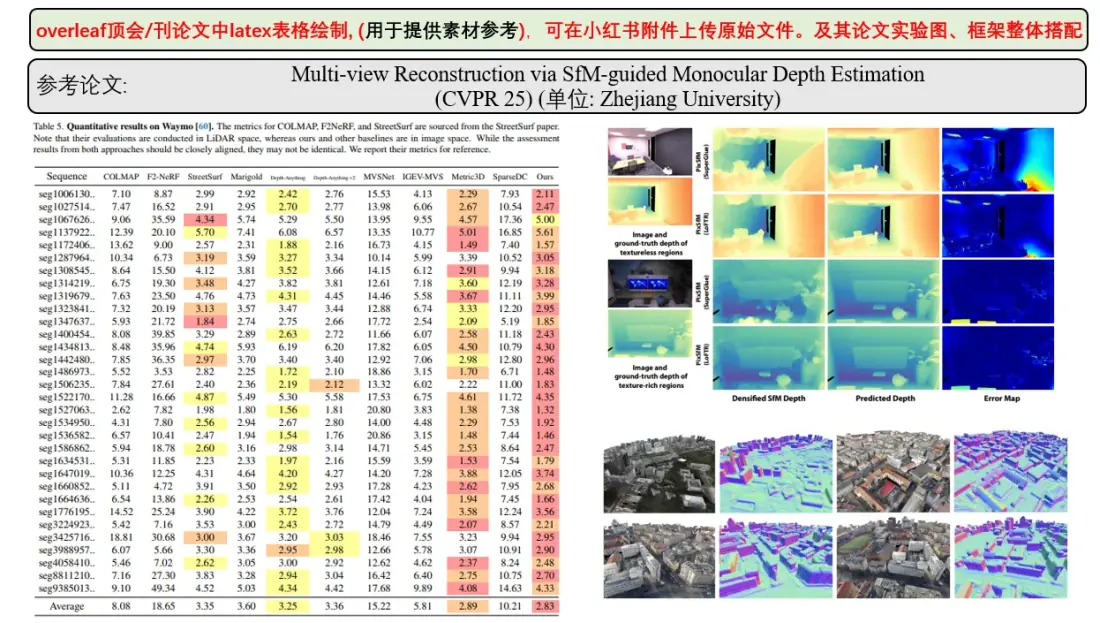 overleaf顶会/刊论文中latex表格绘制, (用于提供素材参考)，可在小红书附件上传原始文件。及其论文实验图、框架整体搭配
参考论文:
Multi-view Reconstruction via SfM-guided Monocular Depth Estimation
(CVPR 25) (单位: Zhejiang University)
Table 5. Quantitative results on Waymo [60]. The metrics for COLMAP, F2NeRF, and StreetSurf are sourced from the StreetSurf paper.
Note that their evaluations are conducted in LiDAR space, whereas ours and other baselines are in image space. While the assessment
results from both approaches should be closely aligned, they may not be identical. We report their metrics for reference.
Sequence COLMAP F2-NeRF StreetSurf Marigold Depth-Anything Depth-Anything v2 MVSNet IGEV-MVS Metric3D SparseDC Ours
seg1006130.. 7.10 8.87 2.99 2.92 2.42 2.76 15.53 4.13 2.29 7.93 2.11
seg1027514.. 7.47 16.52 2.91 2.95 2.70 2.77 13.98 6.06 2.67 10.54 2.47
seg1067626.. 9.06 35.59 4.34 5.74 5.29 5.50 13.95 9.55 4.57 17.36 5.00
seg1137922.. 12.39 20.10 5.70 7.41 6.08 6.57 13.35 10.77 5.01 16.85 5.61
seg1172406.. 13.62 9.00 2.57 2.31 1.88 2.16 16.73 4.15 1.49 7.40 1.57
seg1287964.. 10.34 6.73 3.19 3.59 3.27 3.34 10.14 5.99 3.39 10.52 3.05
seg1308545.. 8.64 15.50 4.12 3.81 3.52 3.66 14.15 6.12 2.91 9.94 3.18
seg1314219.. 6.75 19.30 3.48 4.27 3.82 3.81 12.61 7.18 3.60 12.19 3.28
seg1319679.. 7.63 23.50 4.76 4.73 4.31 4.45 14.46 5.58 3.67 11.11 3.99
seg1323841.. 7.32 20.19 3.13 3.57 3.47 3.44 12.88 6.74 3.33 12.20 2.95
seg1347637.. 5.93 21.72 1.84 2.74 2.75 2.66 17.72 2.54 2.09 5.19 1.85
seg1400454.. 8.08 39.85 3.29 2.89 2.63 2.72 11.66 6.07 2.58 11.18 2.43
seg1434813.. 8.48 35.96 4.74 5.93 6.19 6.20 17.82 6.05 4.50 10.79 4.30
seg1442480.. 7.85 36.35 2.97 3.70 3.40 3.40 12.92 7.06 2.98 12.80 2.96
seg1486973.. 5.52 3.53 2.82 2.25 1.72 2.10 18.86 3.15 1.70 6.71 1.48
seg1506235.. 7.84 27.61 2.40 2.36 2.19 2.12 13.32 6.02 2.22 11.00 1.83
seg1522170.. 11.28 16.66 4.87 5.49 5.30 5.58 17.53 6.75 4.61 11.72 4.35
seg1527063.. 2.62 7.82 1.98 1.80 1.56 1.81 20.80 3.83 1.38 7.38 1.32
seg1534950.. 4.31 7.80 2.56 2.94 2.67 2.80 14.00 4.48 2.29 7.53 1.92
seg1536582.. 6.57 10.41 2.47 1.94 1.54 1.76 20.86 3.15 1.48 7.44 1.46
seg1586862.. 5.94 18.78 2.60 3.16 2.98 3.14 14.71 5.45 2.53 8.64 2.47
seg1634531.. 5.31 11.85 2.23 2.33 1.97 2.16 15.59 3.59 1.53 7.54 1.79
seg1647019.. 10.36 12.25 4.31 4.64 4.20 4.27 14.20 7.28 3.88 12.05 3.74
seg1660852.. 5.11 4.72 3.91 3.50 2.92 2.93 17.28 4.23 2.62 7.95 2.68
seg1664636.. 6.54 13.86 2.26 2.53 2.54 2.61 17.42 4.04 1.94 7.45 1.66
seg1776195.. 14.52 25.24 3.90 4.22 3.72 3.76 12.04 7.24 3.58 12.24 3.56
seg3224923.. 5.42 7.16 3.53 3.00 2.43 2.72 14.79 4.49 2.07 8.57 2.21
seg3425716.. 18.81 30.68 3.00 3.67 3.20 3.03 18.46 7.55 3.23 9.94 2.95
seg3988957.. 6.07 5.66 3.30 3.36 2.95 2.98 12.66 5.78 3.07 10.91 2.90
seg4058410.. 5.46 7.02 2.62 3.05 3.00 2.92 12.62 4.62 2.37 8.24 2.48
seg8811210.. 7.16 27.30 3.83 3.28 2.94 3.04 16.42 6.40 2.75 10.75 2.70
seg9385013.. 9.10 49.34 4.52 5.03 4.34 4.42 17.68 9.89 4.08 14.63 4.33
Average 8.08 18.65 3.35 3.60 3.25 3.36 15.22 5.81 2.89 10.21 2.83
PixSfM
(SuperGlue)
PixSfM
(LoFTR)
Image and
ground-truth depth of
textureless regions
PixSfM
(SuperGlue)
PixSfM
(LoFTR)
Image and
ground-truth depth of
texture-rich regions
Densified SfM Depth Predicted Depth Error Map